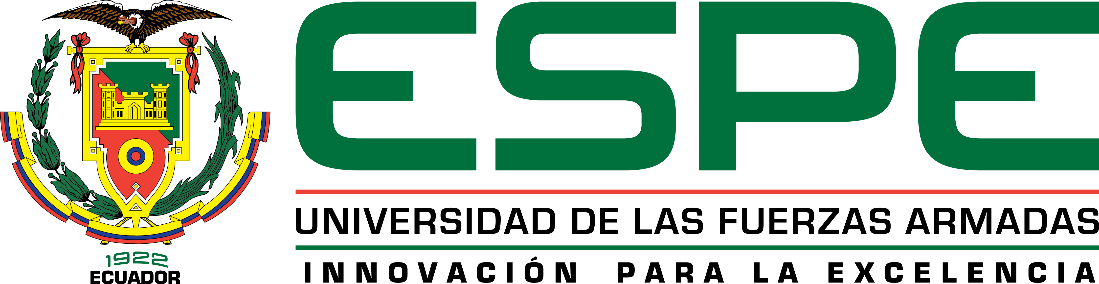 1922
ECUADOR
ESPE
UNIVERSIDAD DE LAS FUERZAS ARMADAS
INNOVACIÓN PARA LA EXCELENCIA